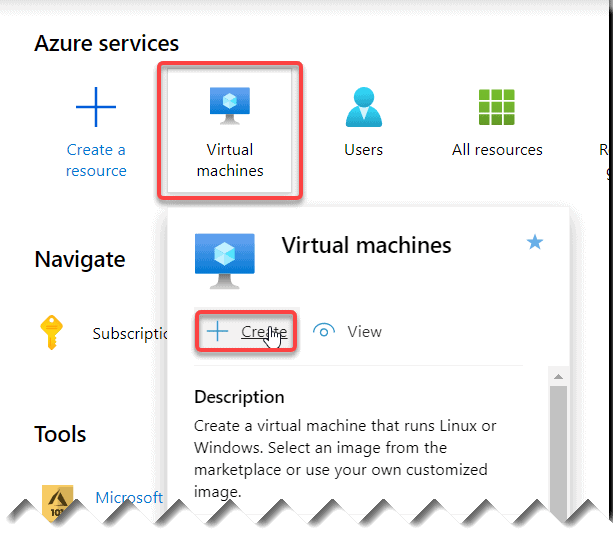 Azure services
Create a
resource
Virtual
machines
Users
All resources
Navigate
Virtual machines
Create
View
Description
Create a virtual machine that runs Linux or
Windows. Select an image from the
marketplace or use your own customized
image.
Tools
Microsoft